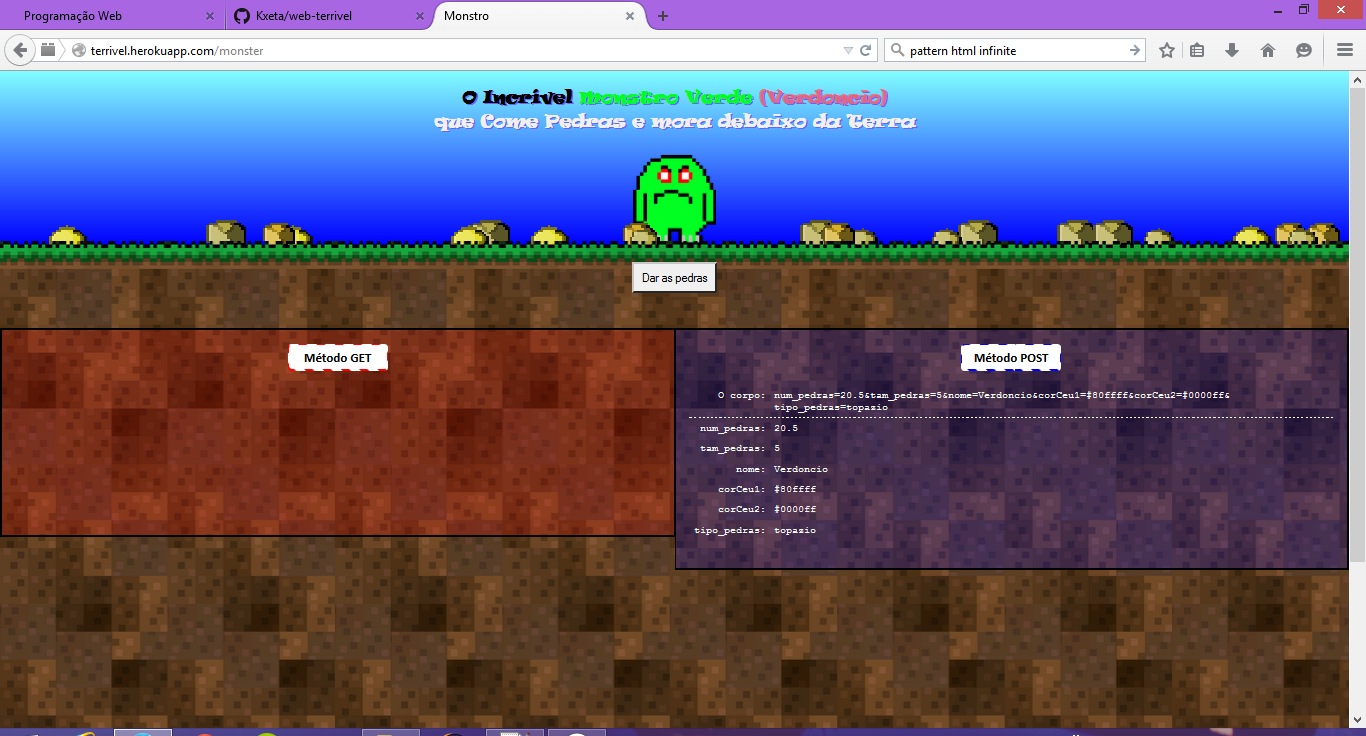 Programação Web
Kxeta/web-terrivel
Monstro
terrivel.herokuapp.com/monster
pattern html infinite
O Incrivel Monstro Verde (Verdoncio)
que Come Pedras e mora debaixo da Terra
Dar as pedras
Método GET
Método POST
O corpo: num_pedras=20.5&tam_pedras=5&nome=Verdoncio&corCeu1=#80ffff&corCeu2=#0000ff&
tipo_pedras=topazio
num_pedras: 20.5
tam_pedras: 5
nome: Verdoncio
corCeu1: #80ffff
corCeu2: #0000ff
tipo_pedras: topazio